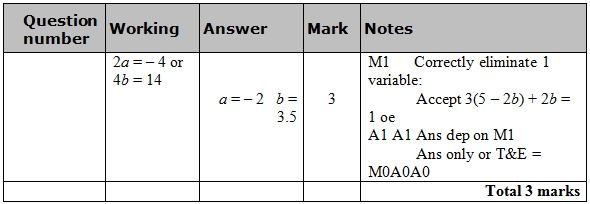 Question number Working Answer Mark Notes
2a = – 4 or
4b = 14
a = – 2 b =
3.5
3
M1 Correctly eliminate 1
variable:
Accept 3(5 – 2b) + 2b =
1 oe
A1 A1 Ans dep on M1
Ans only or T&E =
M0A0A0
Total 3 marks